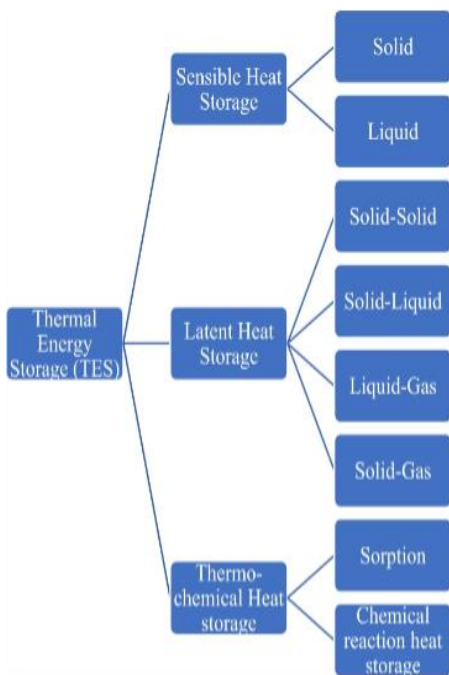 Solid
Sensible Heat
Storage
Liquid
Solid-Solid
Solid-Liquid
Thermal
Energy
Storage (TES)
Latent Heat
Storage
Liquid-Gas
Solid-Gas
Sorption
Thermo-
chemical Heat
storage
Chemical
reaction heat
storage